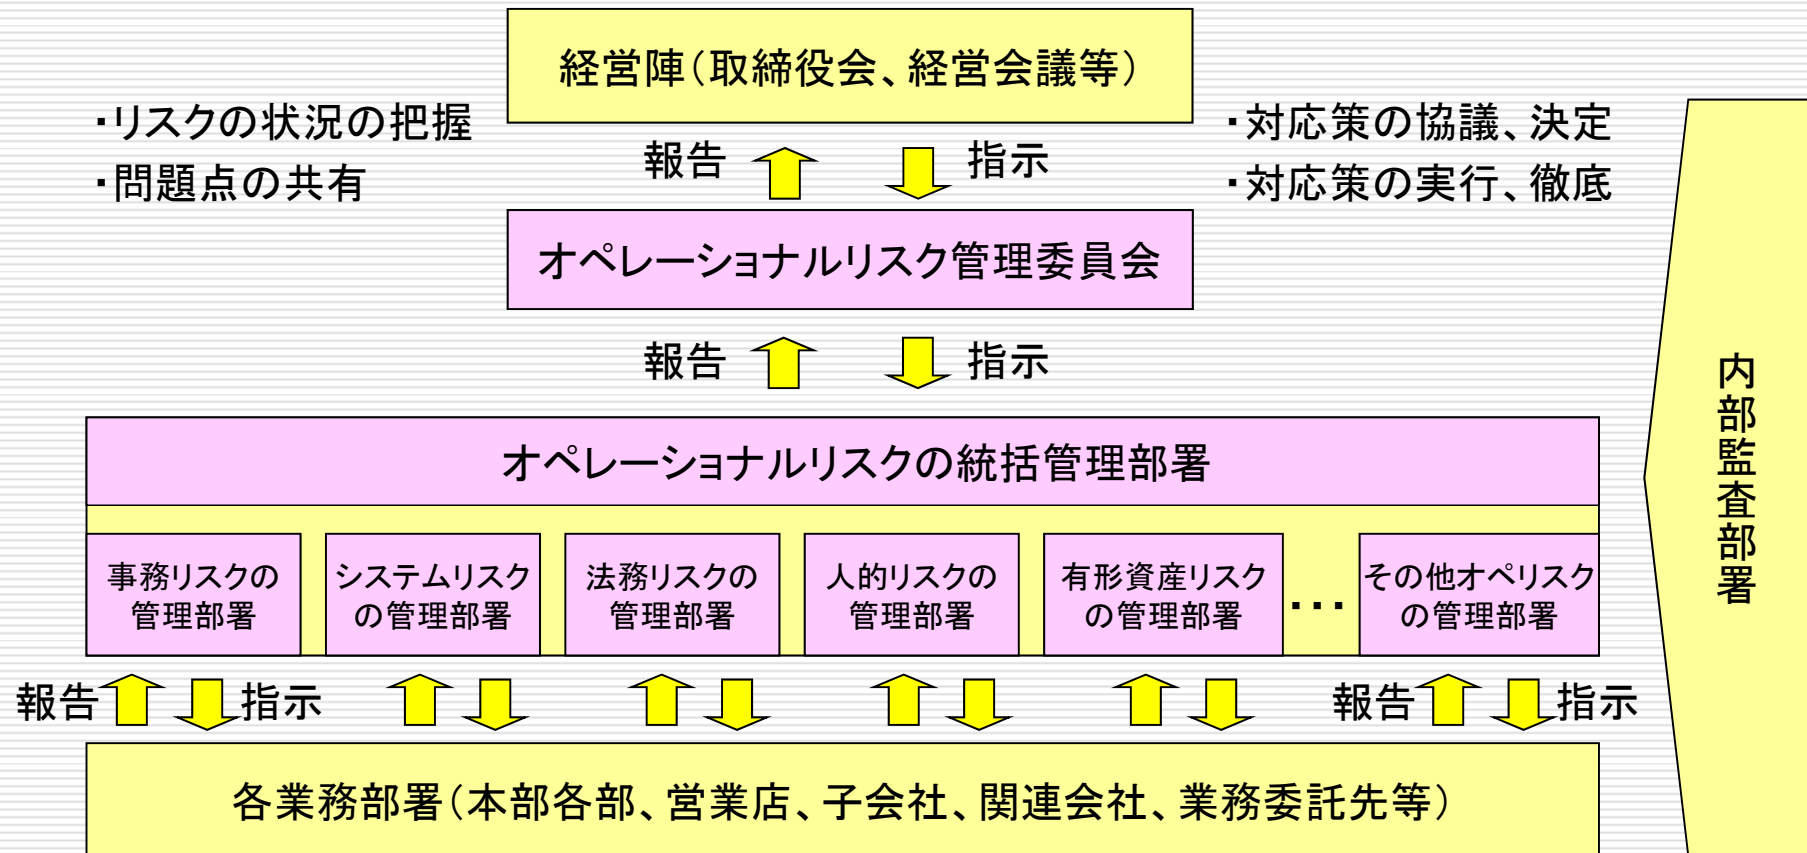 経営陣(取締役会、経営会議等)
・リスクの状況の把握
・問題点の共有
・対応策の協議、決定
・対応策の実行、徹底
報告
指示
オペレーショナルリスク管理委員会
報告
指示
オペレーショナルリスクの統括管理部署
事務リスクの
管理部署
システムリスク
の管理部署
法務リスクの
管理部署
人的リスクの
管理部署
有形資産リスク
の管理部署
・・・
その他オペリスク
の管理部署
報告
指示
報告
指示
各業務部署(本部各部、営業店、子会社、関連会社、業務委託先等)
内部監査部署